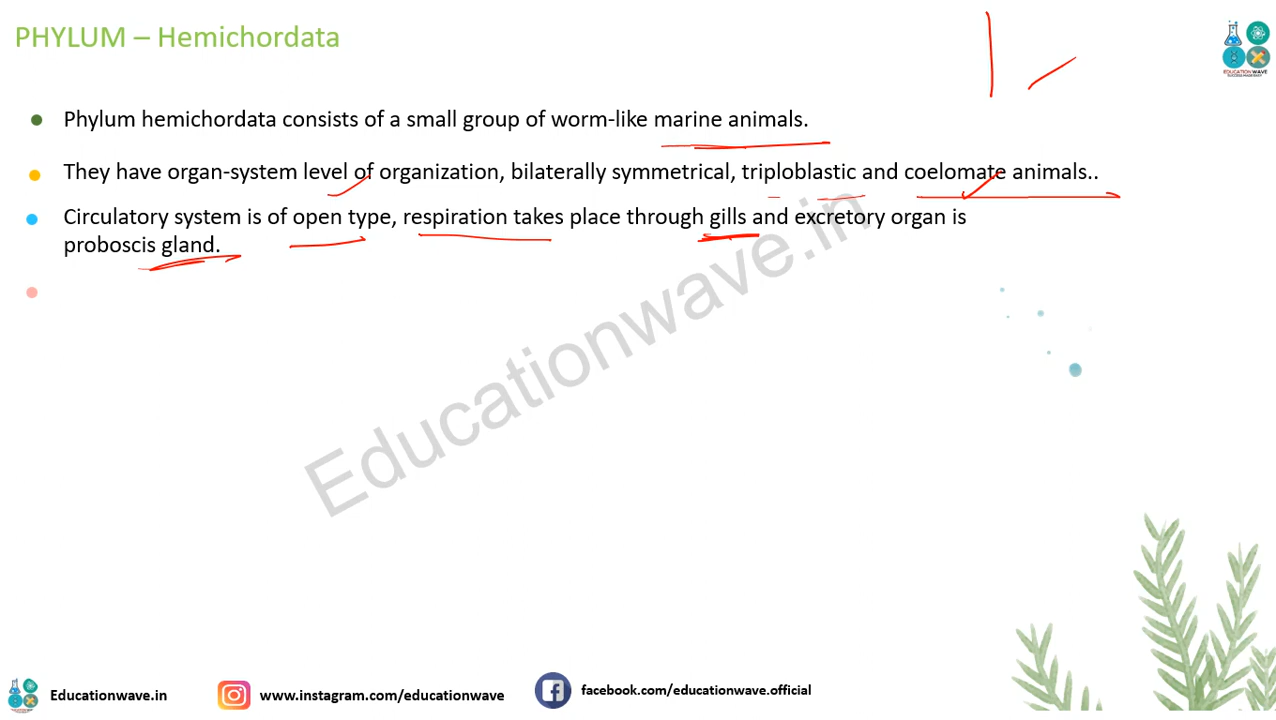 PHYLUM – Hemichordata
EDUCATION WAVE
Phylum hemichordata consists of a small group of worm-like marine animals.
They have organ-system level of organization, bilaterally symmetrical, triploblastic and coelomate animals..
Circulatory system is of open type, respiration takes place through gills and excretory organ is
proboscis gland.
Educationwave.in
Educationwave.in
www.instagram.com/educationwave
facebook.com/educationwave.official